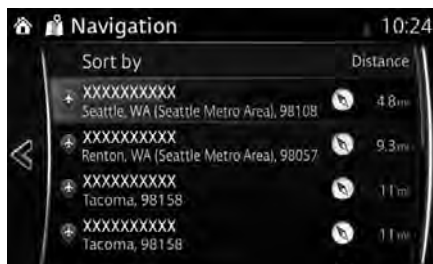 Navigation 10:24
Sort by Distance
XXXXXXXXXX
Seattle, WA (Seattle Metro Area), 98108 4.8mi
XXXXXXXXXX
Renton, WA (Seattle Metro Area), 98057 9.3mi
XXXXXXXXXX
Tacoma, 98158 11mi
XXXXXXXXXX
Tacoma, 98158 11mi